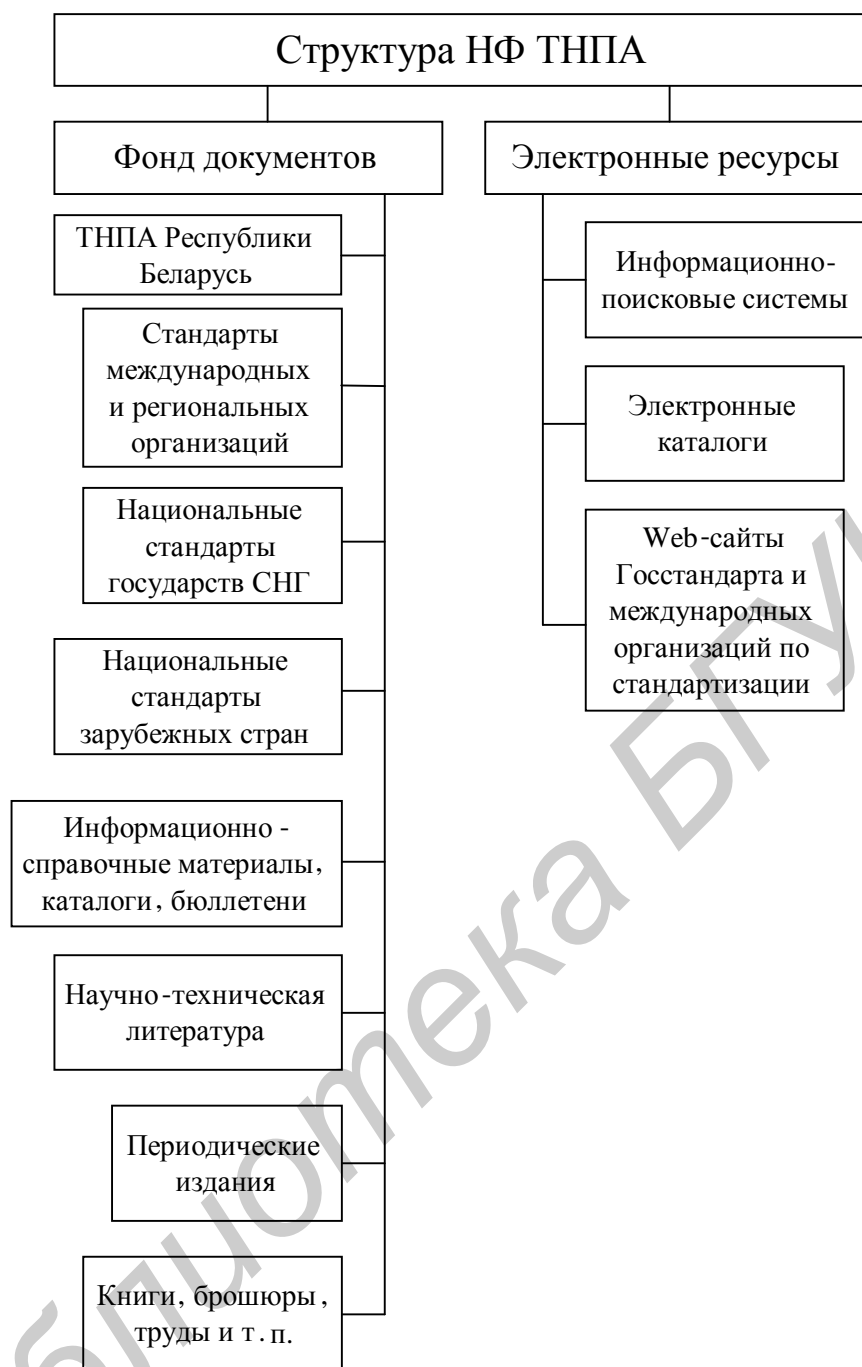 Структура НФ ТНПА
Фонд документов
Электронные ресурсы
ТНПА Республики
Беларусь
Стандарты
международных
и региональных
организаций
Национальные
стандарты
государств СНГ
Национальные
стандарты
зарубежных стран
Информационно -
справочные материалы,
каталоги, бюллетени
Научно-техническая
литература
Периодические
издания
Книги, брошюры,
труды и т.п.
Информационно-
поисковые системы
Электронные
каталоги
Web-сайты
Госстандарта и
международных
организаций по
стандартизации